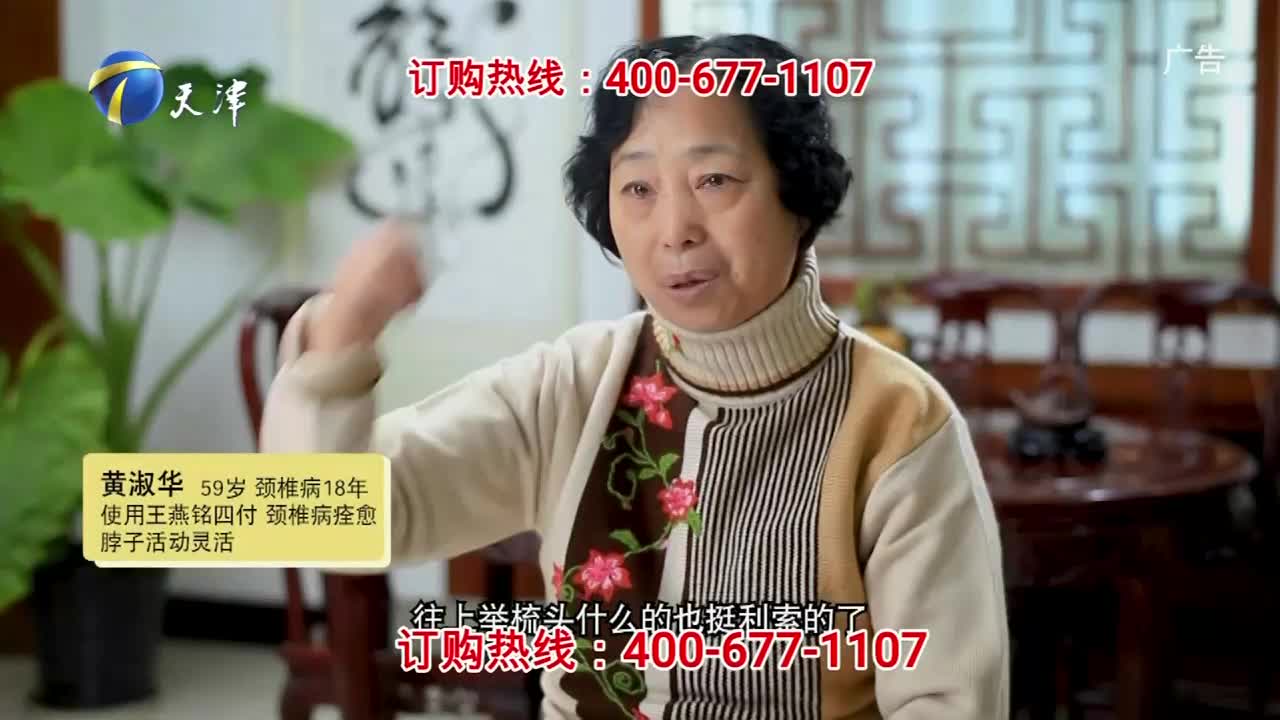 订购热线：400-677-1107
广告
天津
黄淑华 59岁 颈椎病18年
使用王燕铭四付 颈椎病痊愈
脖子活动灵活
往上举梳头什么的也挺利索的了
订购热线：400-677-1107